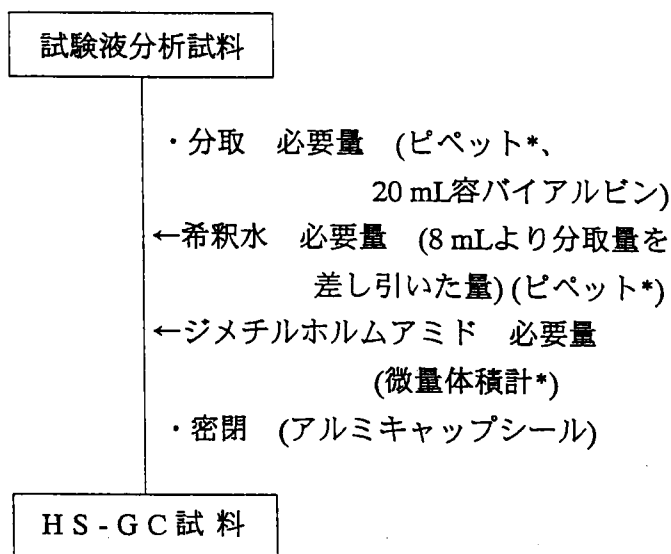 試験液分析試料
・分取　必要量　(ピペット*、
20 mL容バイアルビン)
←希釈水　必要量　(8 mLより分取量を
差し引いた量) (ピペット*)
←ジメチルホルムアミド　必要量
(微量体積計*)
・密閉　(アルミキャップシール)
HS-GC試料